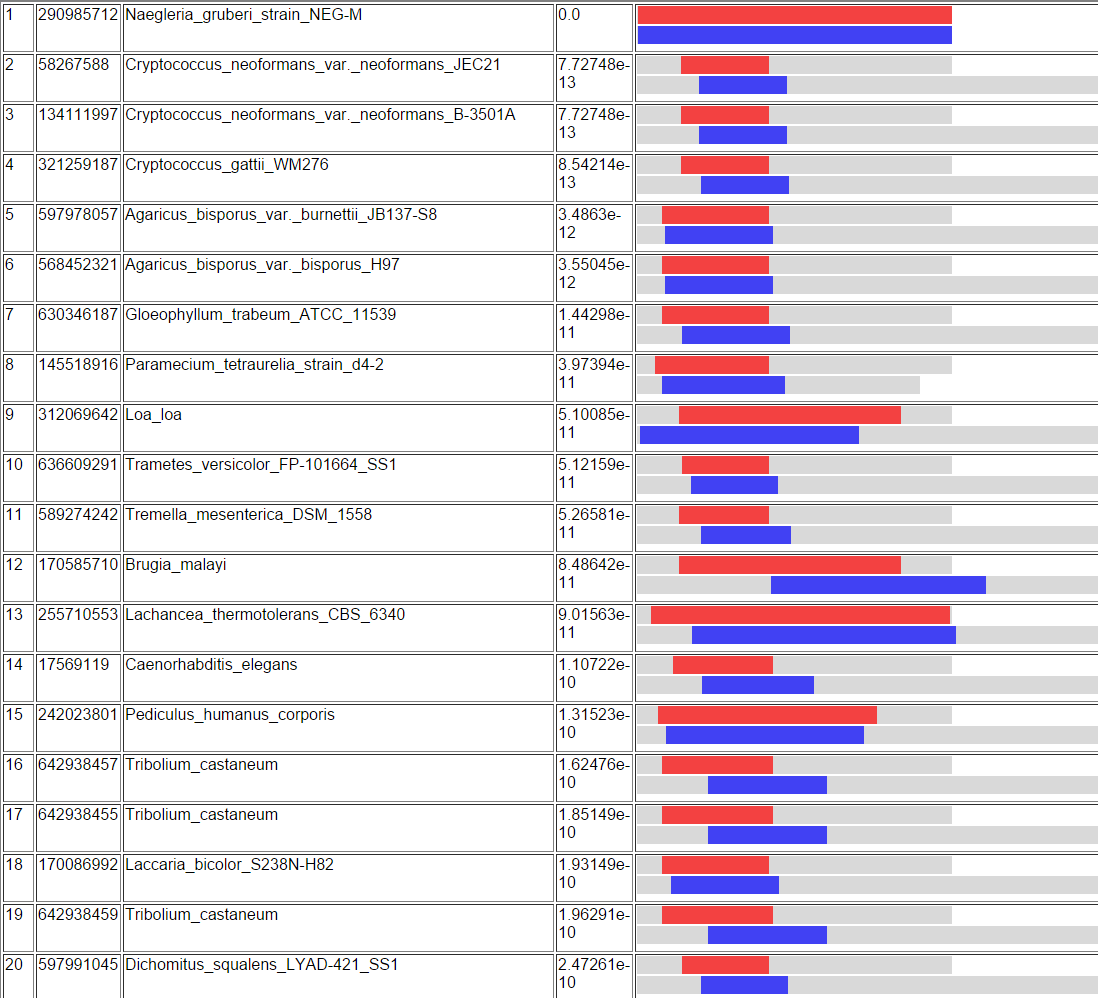 1 290985712 Naegleria_gruberi_strain_NEG-M 0.0
2 58267588 Cryptococcus_neoformans_var._neoformans_JEC21 7.72748e-
13
3 134111997 Cryptococcus_neoformans_var._neoformans_B-3501A 7.72748e-
13
4 321259187 Cryptococcus_gattii_WM276 8.54214e-
13
5 597978057 Agaricus_bisporus_var._burnettii_JB137-S8 3.4863e-
12
6 568452321 Agaricus_bisporus_var._bisporus_H97 3.55045e-
12
7 630346187 Gloeophyllum_trabeum_ATCC_11539 1.44298e-
11
8 145518916 Paramecium_tetraurelia_strain_d4-2 3.97394e-
11
9 312069642 Loa_loa 5.10085e-
11
10 636609291 Trametes_versicolor_FP-101664_SS1 5.12159e-
11
11 589274242 Tremella_mesenterica_DSM_1558 5.26581e-
11
12 170585710 Brugia_malayi 8.48642e-
11
13 255710553 Lachancea_thermotolerans_CBS_6340 9.01563e-
11
14 17569119 Caenorhabditis_elegans 1.10722e-
10
15 242023801 Pediculus_humanus_corporis 1.31523e-
10
16 642938457 Tribolium_castaneum 1.62476e-
10
17 642938455 Tribolium_castaneum 1.85149e-
10
18 170086992 Laccaria_bicolor_S238N-H82 1.93149e-
10
19 642938459 Tribolium_castaneum 1.96291e-
10
20 597991045 Dichomitus_squalens_LYAD-421_SS1 2.47261e-
10